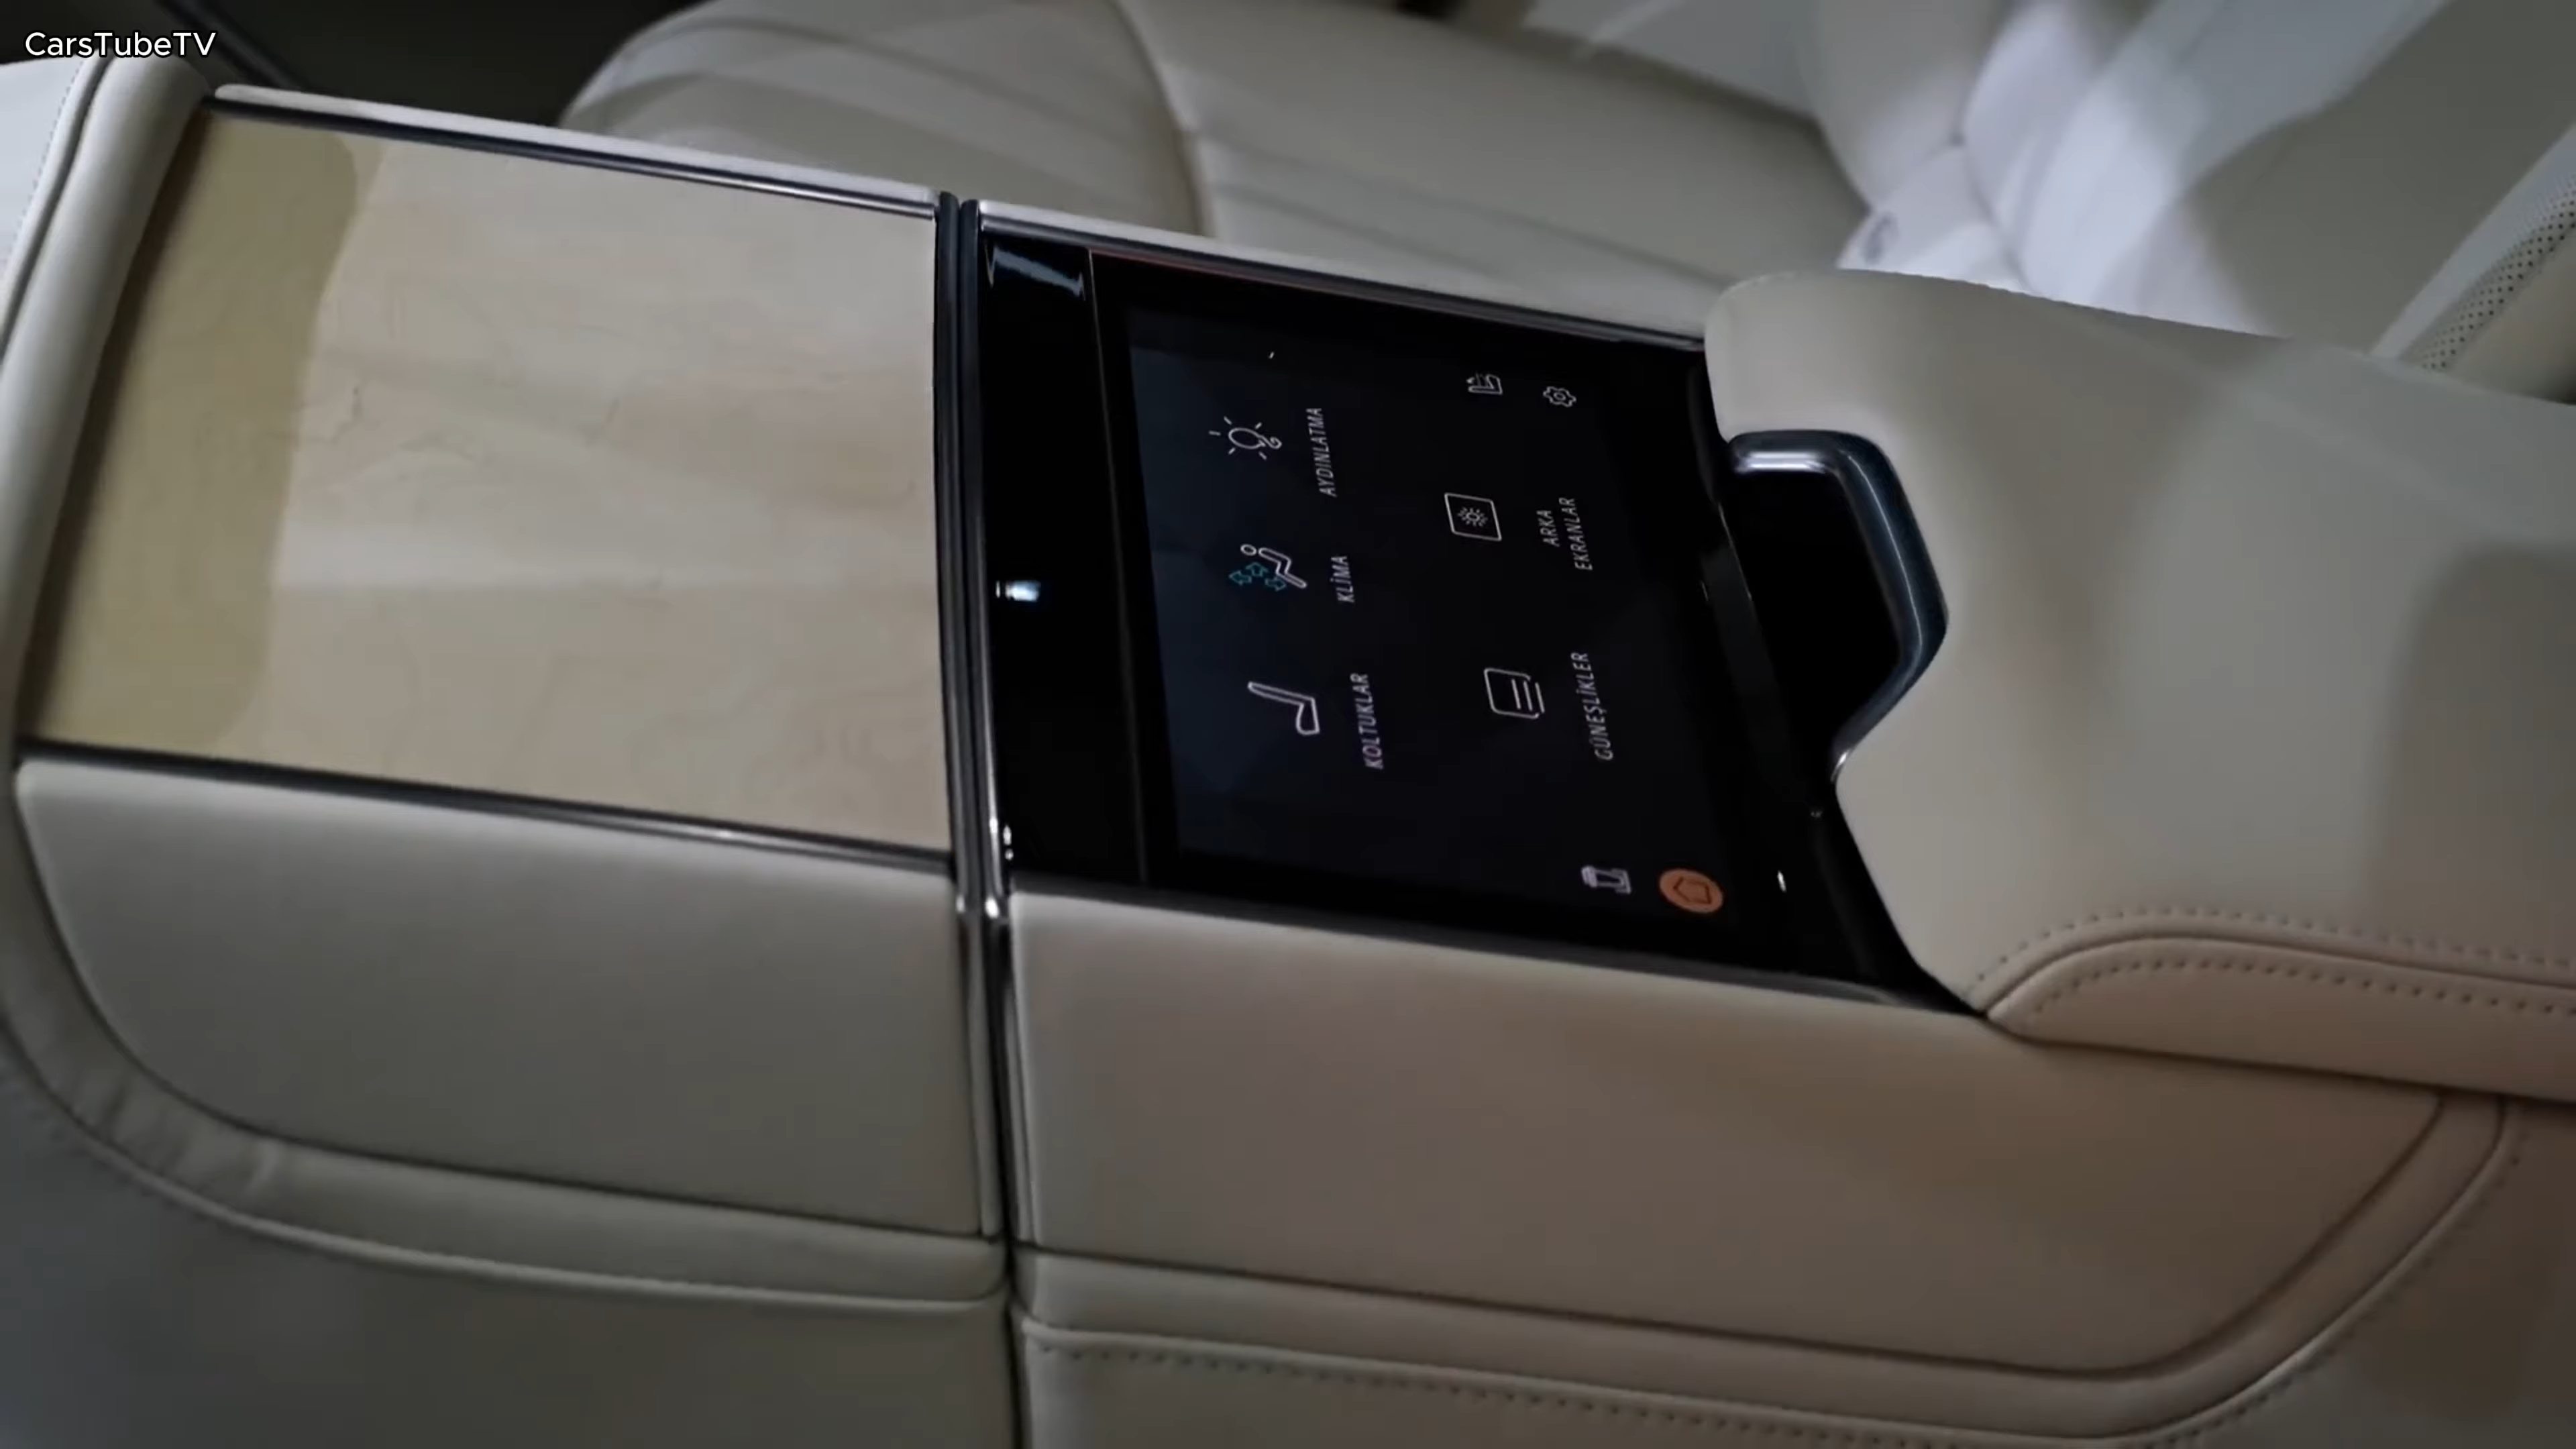 CarsTubeTV
KOLTUKLAR
KLİMA
AYDINLATMA
GÜNEŞLİKLER
ARKA
EKRANLAR